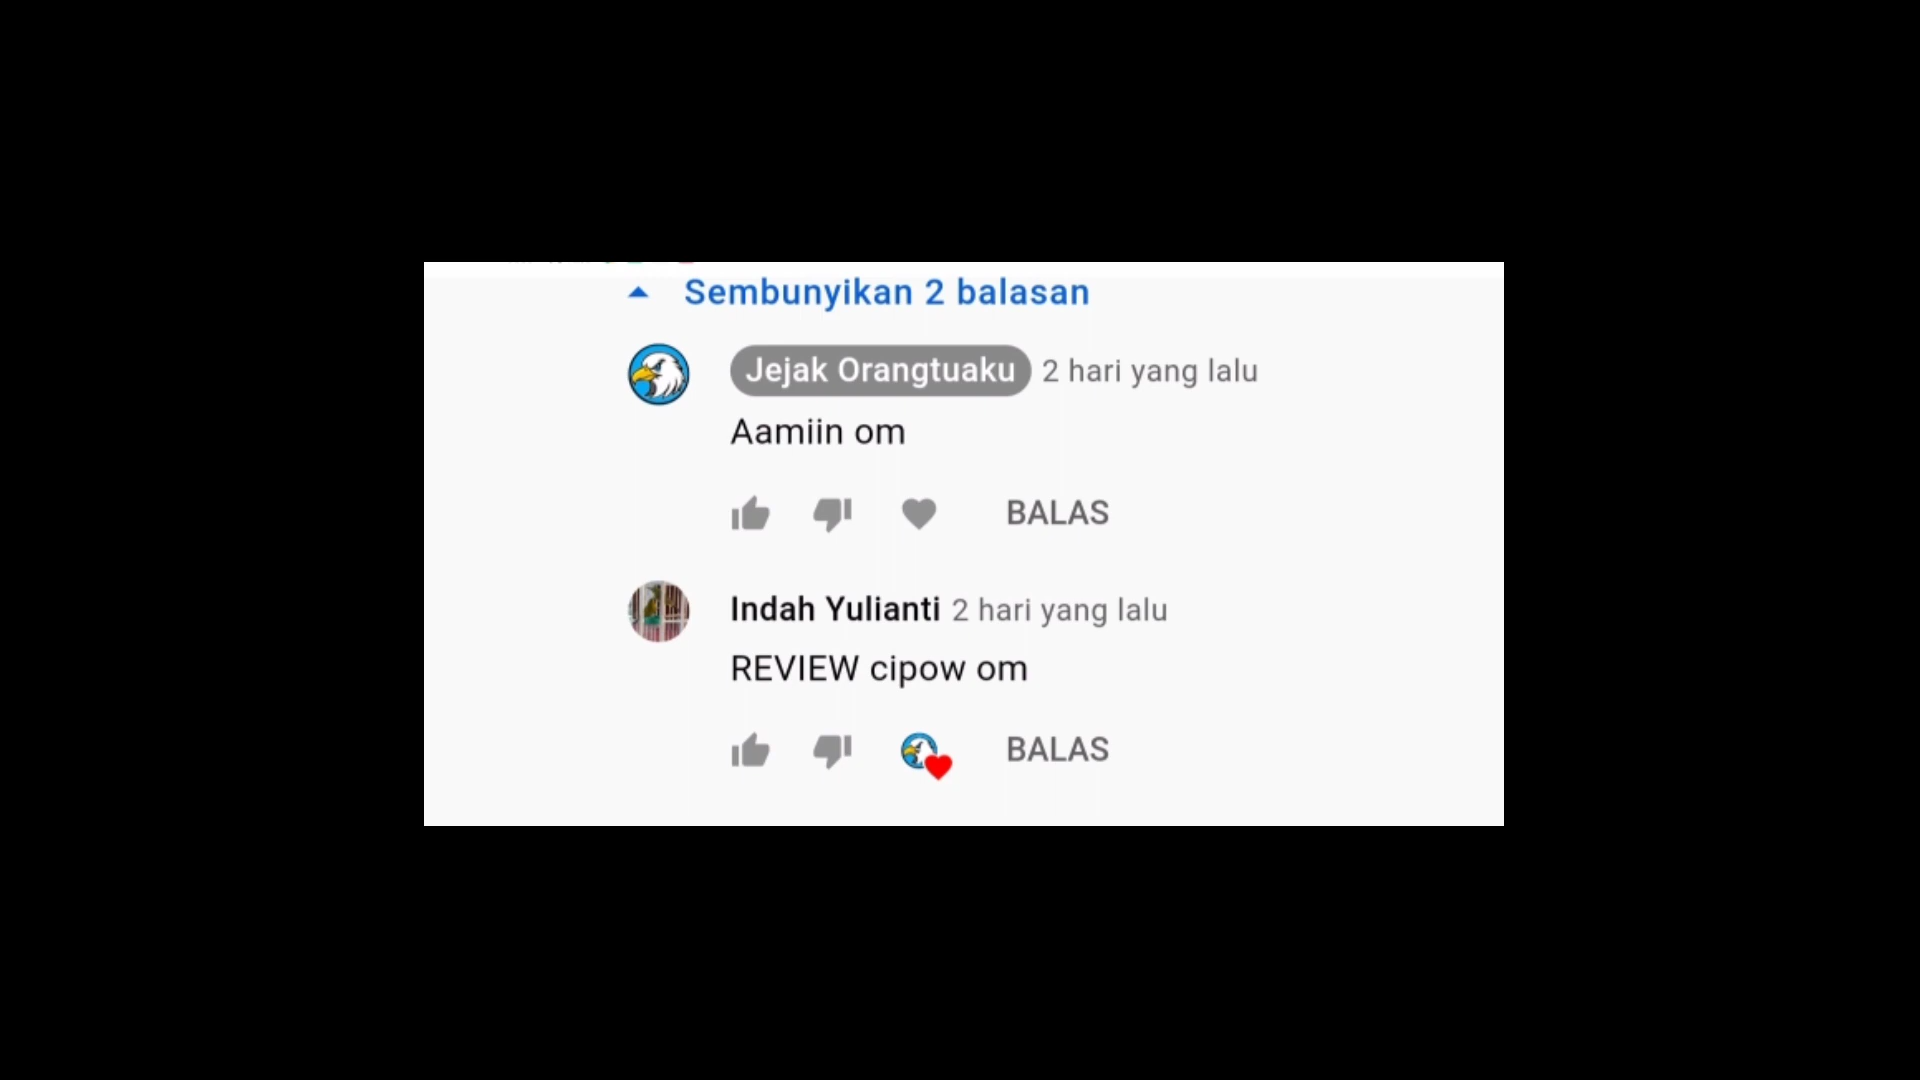 Sembunyikan 2 balasan
Jejak Orangtuaku 2 hari yang lalu
Aamiin om
BALAS
Indah Yulianti 2 hari yang lalu
REVIEW cipow om
BALAS